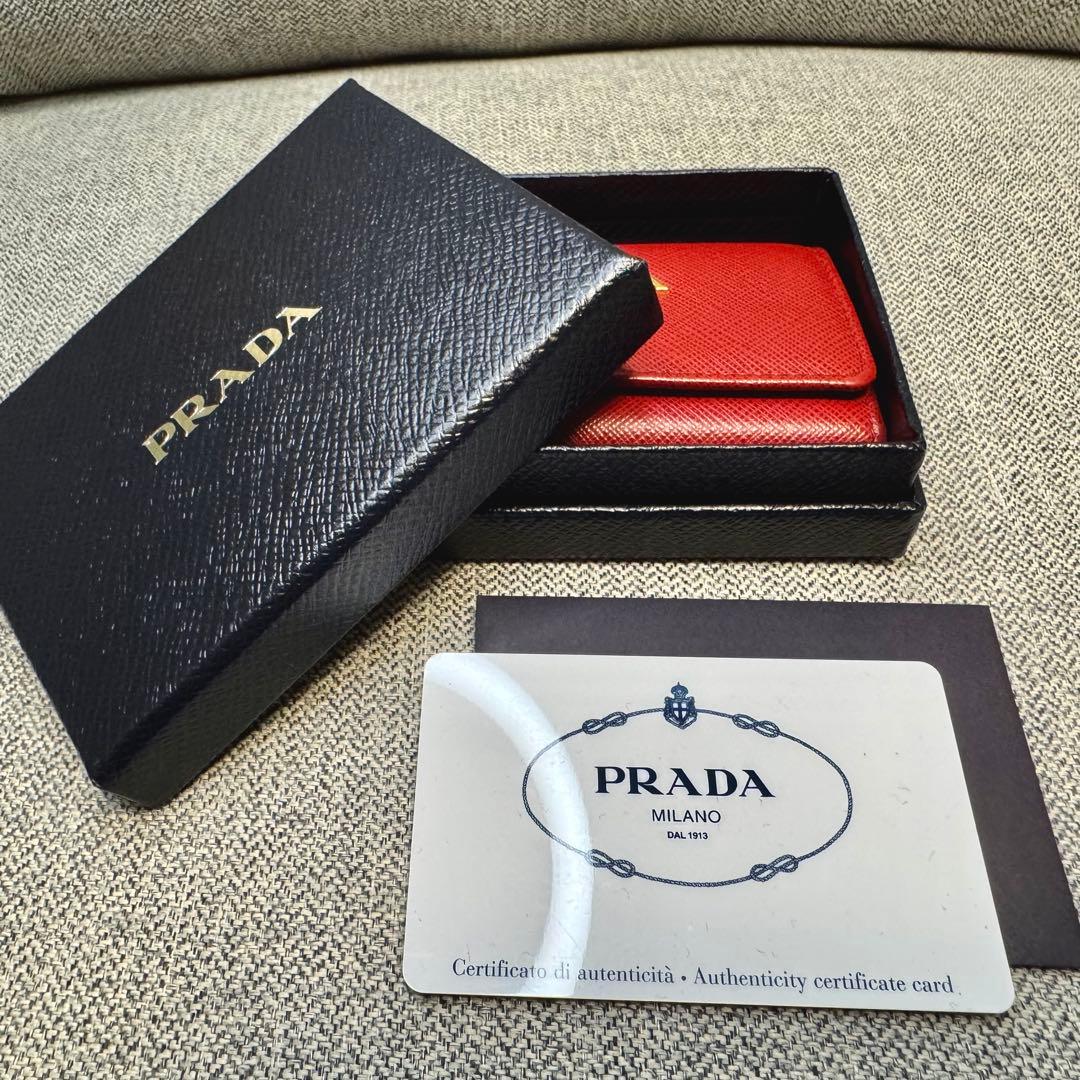 PRADA
PRADA
MILANO
DAL 1913
Certificato di autenticità • Authenticity certificate card